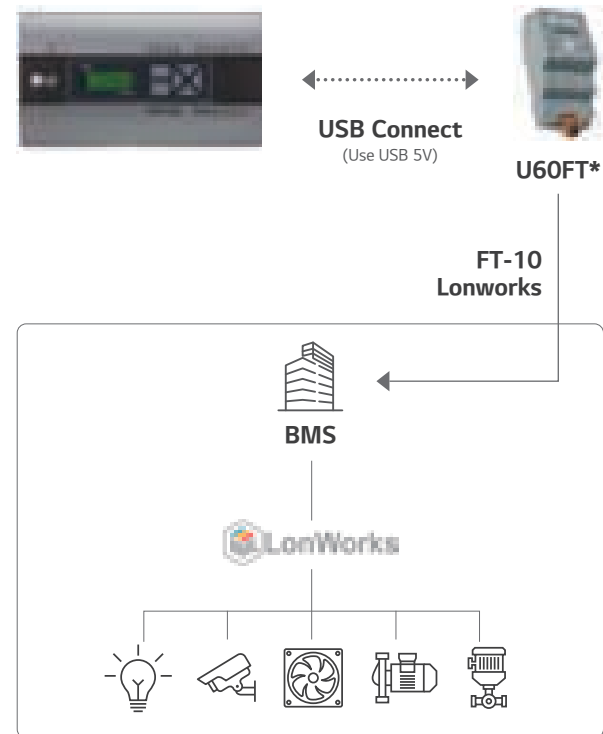 USB Connect
(Use USB 5V)
U60FT*
FT-10
Lonworks
BMS
LonWorks